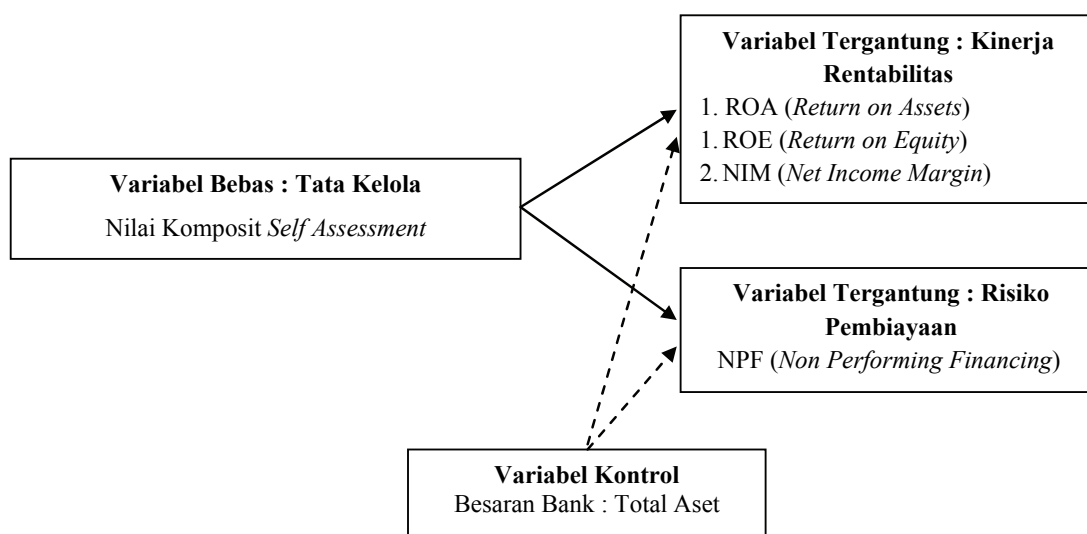 Variabel Tergantung : Kinerja
Rentabilitas
1. ROA (Return on Assets)
1. ROE (Return on Equity)
2. NIM (Net Income Margin)
Variabel Bebas : Tata Kelola
Nilai Komposit Self Assessment
Variabel Tergantung : Risiko
Pembiayaan
NPF (Non Performing Financing)
Variabel Kontrol
Besaran Bank : Total Aset